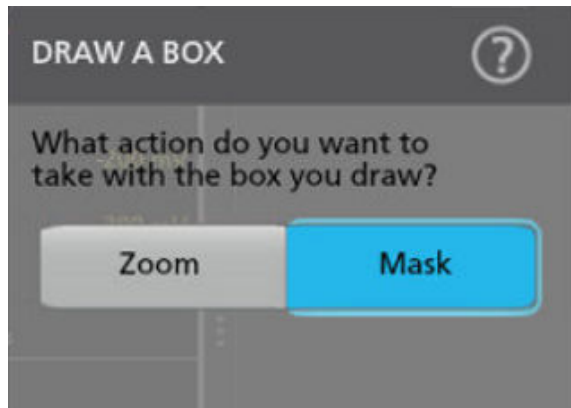 DRAW A BOX
?
What action do you want to
take with the box you draw?
Zoom
Mask